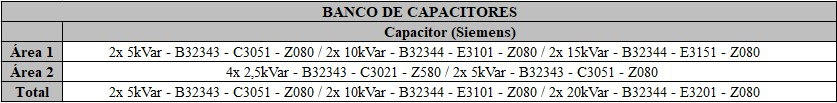 BANCO DE CAPACITORES
Capacitor (Siemens)
Área 1 2x 5kVar - B32343 - C3051 - Z080 / 2x 10kVar - B32344 - E3101 - Z080 / 2x 15kVar - B32344 - E3151 - Z080
Área 2 4x 2,5kVar - B32343 - C3021 - Z580 / 2x 5kVar - B32343 - C3051 - Z080
Total 2x 5kVar - B32343 - C3051 - Z080 / 2x 10kVar - B32344 - E3101 - Z080 / 2x 20kVar - B32344 - E3201 - Z080